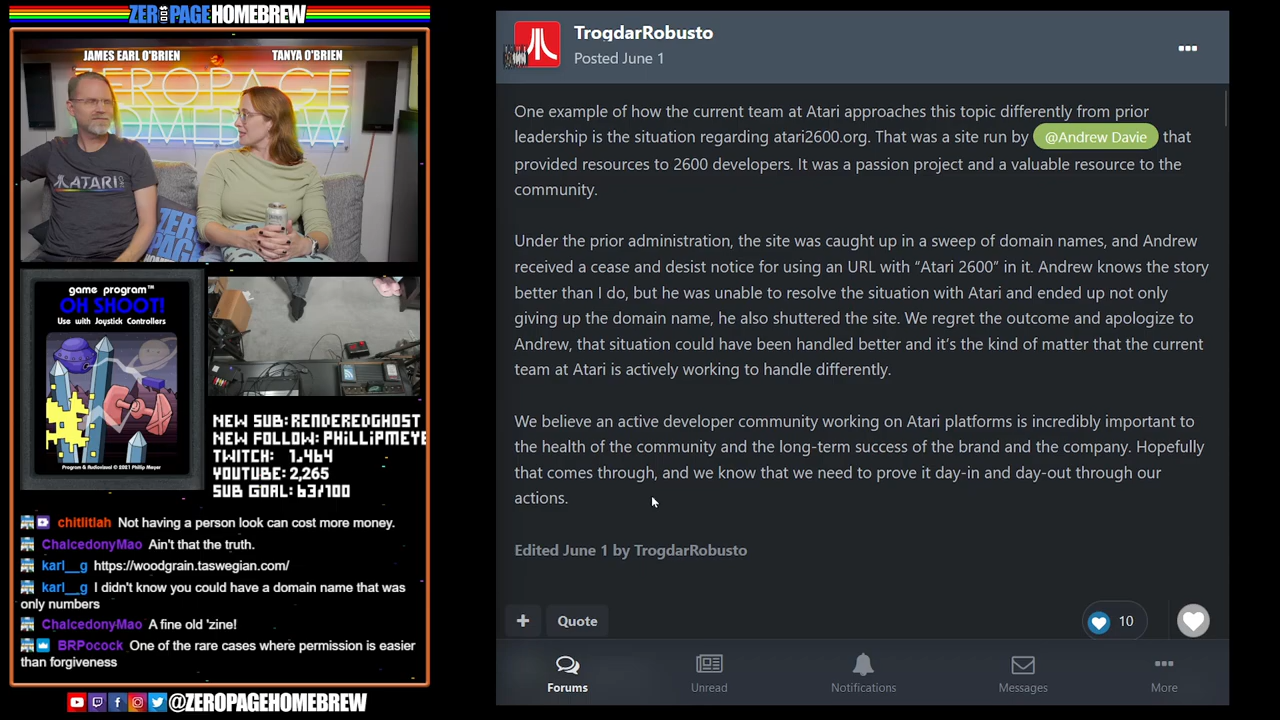 ZEROPAGE HOMEBREW
JAMES EARL O'BRIEN
TANYA O'BRIEN
ZEROPAGE
HOMEBREW
ATARI
ZERO
PAGE
game program™
OH SHOOT!
Use with Joystick Controllers
Program & Audiovisual © 2021 Phillip Meyer
NEW SUB:RENDEREDGHOST
NEW FOLLOW:PHILLIPMEYE
TWITCH: 1,464
YOUTUBE: 2,265
SUB GOAL: 63/100
chitlitlah Not having a person look can cost more money.
ChalcedonyMao Ain't that the truth.
karl__g https://woodgrain.taswegian.com/
karl__g I didn't know you could have a domain name that was
only numbers
ChalcedonyMao A fine old 'zine!
BRPocock One of the rare cases where permission is easier
than forgiveness
@ZEROPAGEHOMEBREW
TrogdarRobusto
Posted June 1
One example of how the current team at Atari approaches this topic differently from prior
leadership is the situation regarding atari2600.org. That was a site run by @Andrew Davie that
provided resources to 2600 developers. It was a passion project and a valuable resource to the
community.
Under the prior administration, the site was caught up in a sweep of domain names, and Andrew
received a cease and desist notice for using an URL with “Atari 2600” in it. Andrew knows the story
better than I do, but he was unable to resolve the situation with Atari and ended up not only
giving up the domain name, he also shuttered the site. We regret the outcome and apologize to
Andrew, that situation could have been handled better and it’s the kind of matter that the current
team at Atari is actively working to handle differently.
We believe an active developer community working on Atari platforms is incredibly important to
the health of the community and the long-term success of the brand and the company. Hopefully
that comes through, and we know that we need to prove it day-in and day-out through our
actions.
Edited June 1 by TrogdarRobusto
Quote
10
Forums
Unread
Notifications
Messages
More